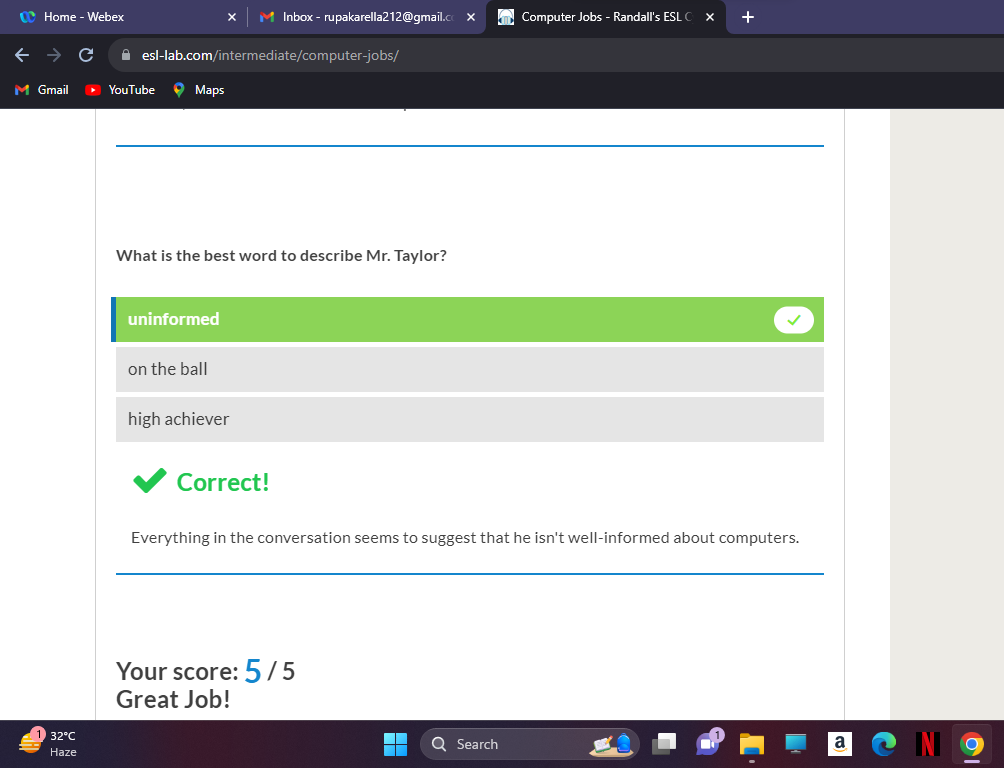 Home - Webex
Inbox - rupakarella212@gmail.c
Computer Jobs - Randall's ESL C
esl-lab.com/intermediate/computer-jobs/
Gmail
YouTube
Maps
What is the best word to describe Mr. Taylor?
uninformed
on the ball
high achiever
Correct!
Everything in the conversation seems to suggest that he isn't well-informed about computers.
Your score: 5 / 5
Great Job!
1
32°C
Haze
Search
1
a
N